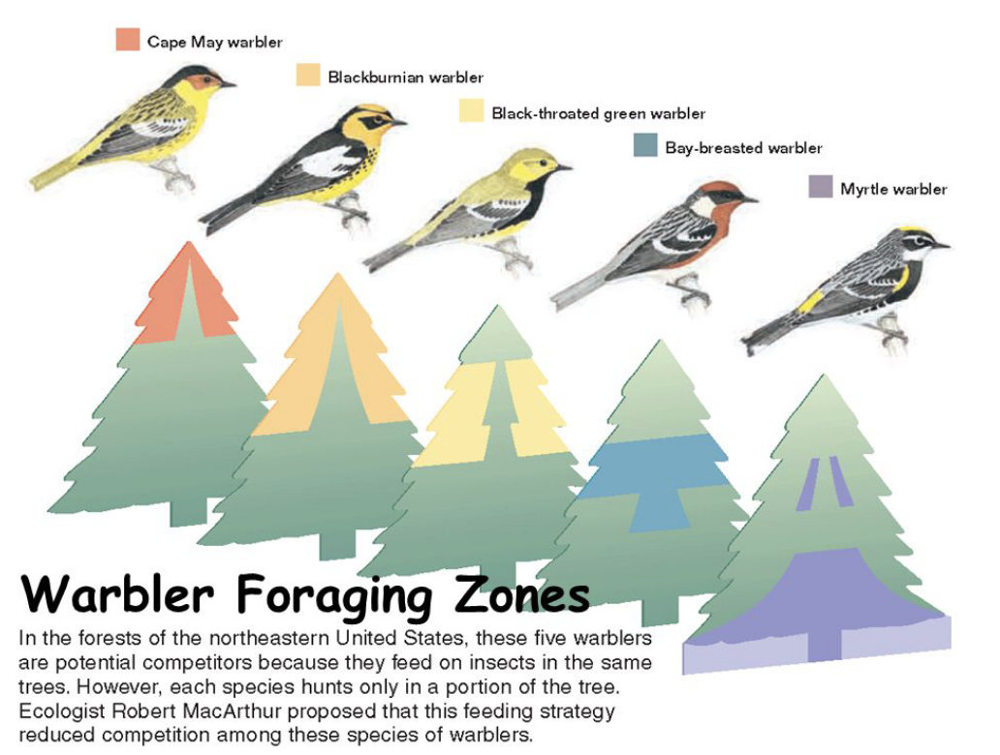 Cape May warbler
Blackburnian warbler
Black-throated green warbler
Bay-breasted warbler
Myrtle warbler
Warbler Foraging Zones
In the forests of the northeastern United States, these five warblers
are potential competitors because they feed on insects in the same
trees. However, each species hunts only in a portion of the tree.
Ecologist Robert MacArthur proposed that this feeding strategy
reduced competition among these species of warblers.